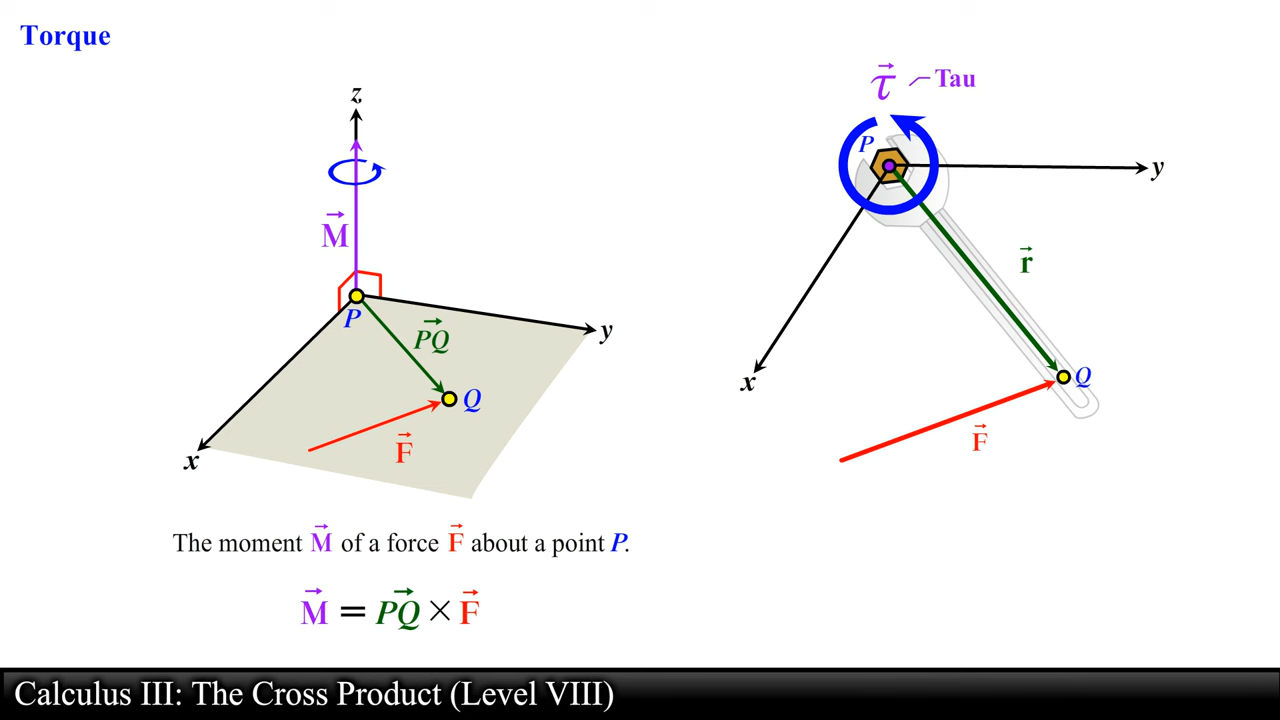 Torque
z
M⃗
P
PQ⃗
y
Q
F⃗
x
The moment M⃗ of a force F⃗ about a point P.
M⃗ = PQ⃗ × F⃗
τ⃗ Tau
P
y
r⃗
x
Q
F⃗
Calculus III: The Cross Product (Level VIII)